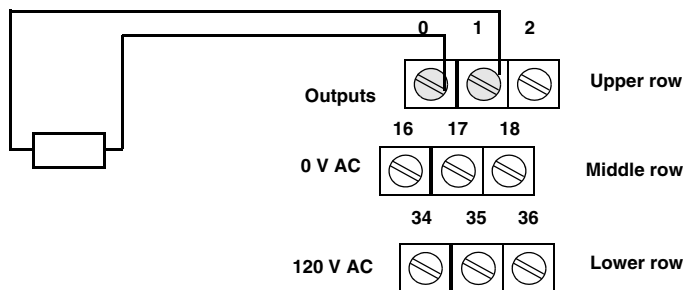 0 1 2
Outputs Upper row
16 17 18
0 V AC Middle row
34 35 36
120 V AC Lower row